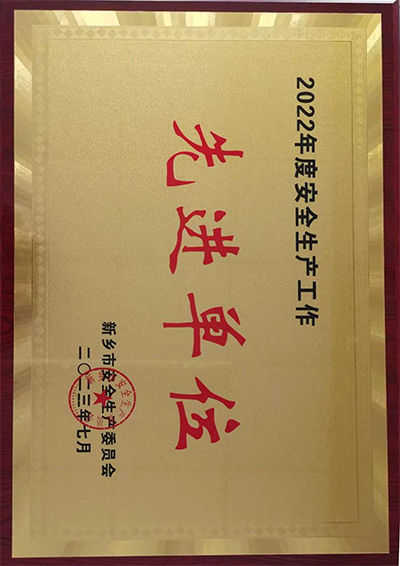 2022年度安全生产工作
先进单位
新乡市安全生产委员会
二〇二三年七月